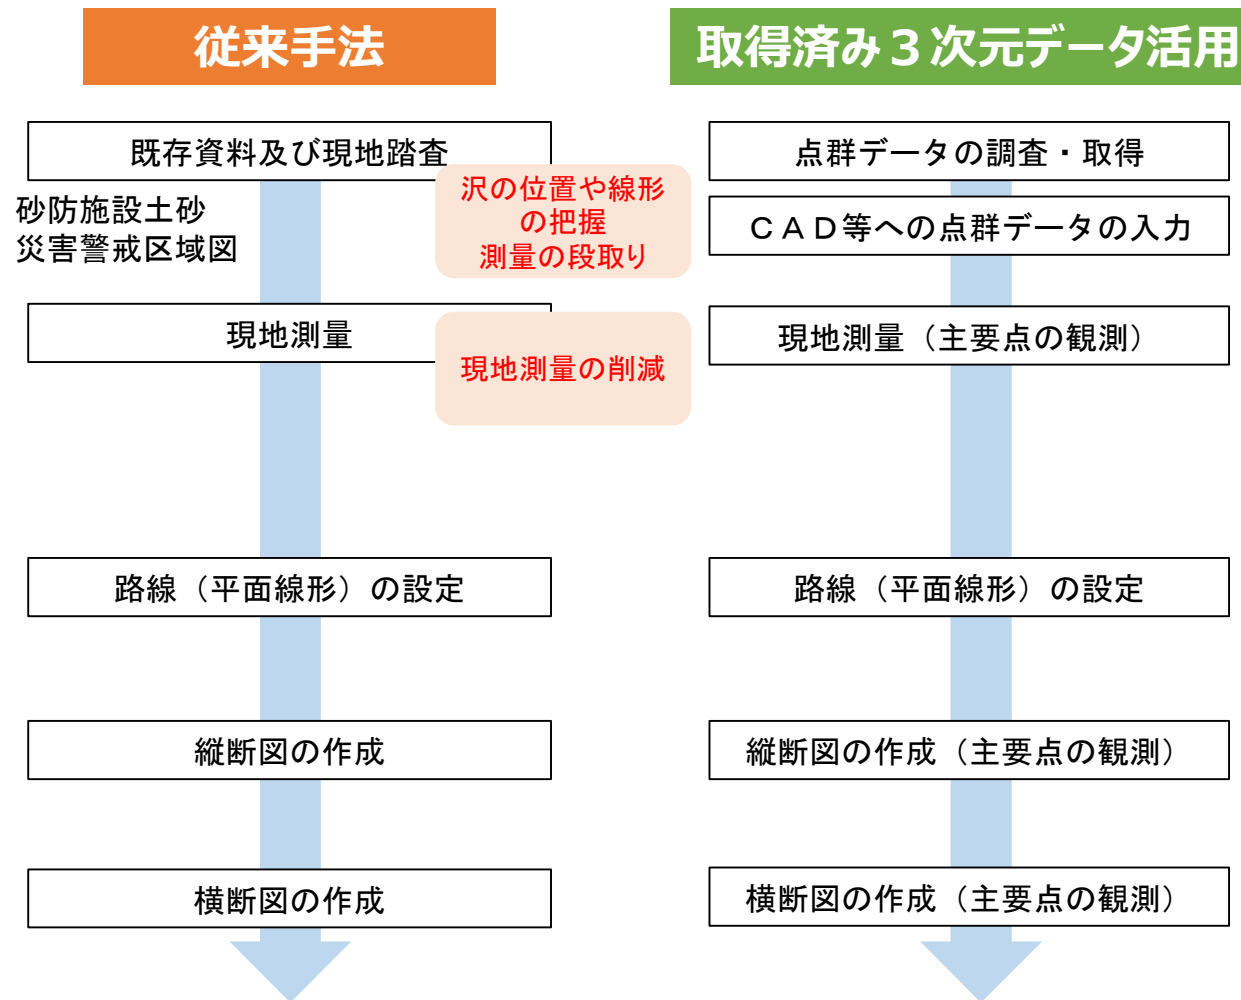 従来手法
取得済み３次元データ活用
既存資料及び現地踏査
砂防施設土砂
災害警戒区域図
沢の位置や線形
の把握
測量の段取り
点群データの調査・取得
ＣＡＤ等への点群データの入力
現地測量
現地測量の削減
現地測量（主要点の観測）
路線（平面線形）の設定
路線（平面線形）の設定
縦断図の作成
縦断図の作成（主要点の観測）
横断図の作成
横断図の作成（主要点の観測）